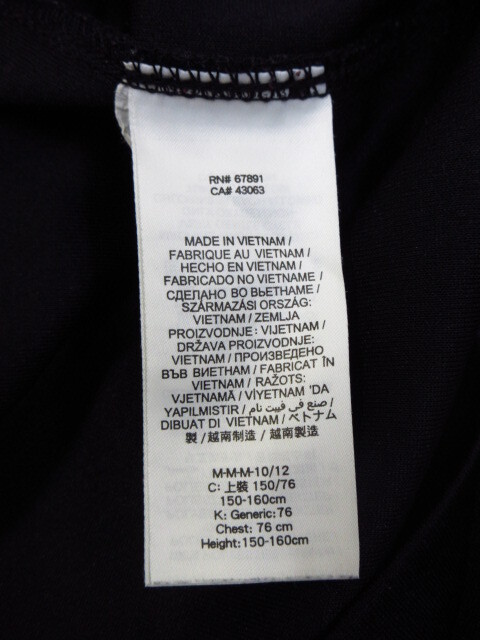 RN# 67891
CA# 43063
MADE IN VIETNAM /
FABRIQUE AU VIETNAM /
HECHO EN VIETNAM /
FABRICADO NO VIETNAME /
СДЕЛАНО ВО ВЬЕТНАМЕ /
SZÁRMAZÁSI ORSZÁG:
VIETNAM / ZEMLJA
PROIZVODNJE: VIJETNAM /
DRŽAVA PROIZVODNJE:
VIETNAM / ПРОИЗВЕДЕНО
ВЪВ ВИЕТНАМ / FABRICAT ÎN
VIETNAM / RAŽOTS:
VJETNAMĀ / VİYETNAM 'DA
YAPILMISTIR / صنع في فييت نام /
DIBUAT DI VIETNAM / ベトナム
製 / 越南制造 / 越南製造
M-M-M-10/12
C: 上裝 150/76
150-160cm
K: Generic: 76
Chest: 76 cm
Height: 150-160cm